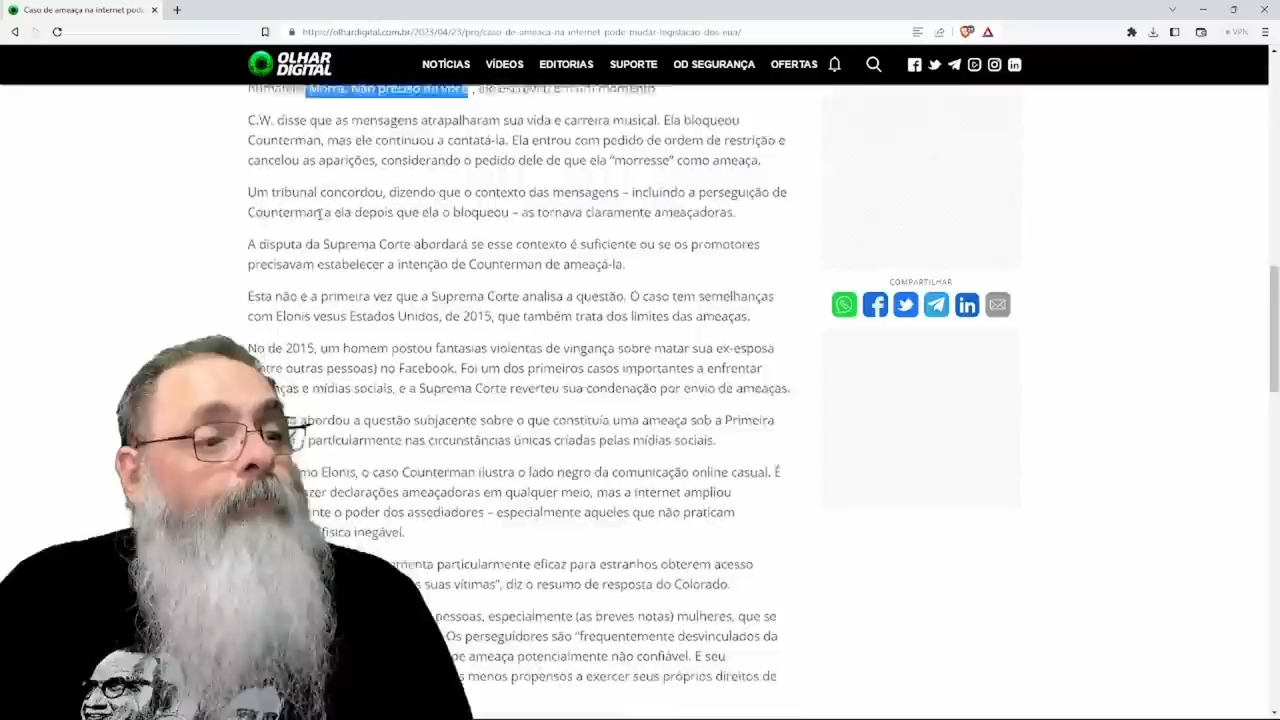 Caso de ameaça na internet pode
https://olhardigital.com.br/2023/04/23/pro/caso-de-ameaca-na-internet-pode-mudar-legislacao-dos-eua/
VPN
OLHAR
DIGITAL
NOTÍCIAS VÍDEOS EDITORIAS SUPORTE OD SEGURANÇA OFERTAS
C.W. disse que as mensagens atrapalharam sua vida e carreira musical. Ela bloqueou
Counterman, mas ele continuou a contatá-la. Ela entrou com pedido de ordem de restrição e
cancelou as aparições, considerando o pedido dele de que ela “morresse” como ameaça.
Um tribunal concordou, dizendo que o contexto das mensagens – incluindo a perseguição de
Counterman a ela depois que ela o bloqueou – as tornava claramente ameaçadoras.
A disputa da Suprema Corte abordará se esse contexto é suficiente ou se os promotores
precisavam estabelecer a intenção de Counterman de ameaçá-la.
Esta não é a primeira vez que a Suprema Corte analisa a questão. O caso tem semelhanças
com Elonis vesus Estados Unidos, de 2015, que também trata dos limites das ameaças.
No de 2015, um homem postou fantasias violentas de vingança sobre matar sua ex-esposa
outras pessoas) no Facebook. Foi um dos primeiros casos importantes a enfrentar
e mídias sociais, e a Suprema Corte reverteu sua condenação por envio de ameaças.
abordou a questão subjacente sobre o que constituía uma ameaça sob a Primeira
– particularmente nas circunstâncias únicas criadas pelas mídias sociais.
Elonis, o caso Counterman ilustra o lado negro da comunicação online casual. É
declarações ameaçadoras em qualquer meio, mas a internet ampliou
o poder dos assediadores – especialmente aqueles que não praticam
física inegável.
particularmente eficaz para estranhos obterem acesso
suas vítimas”, diz o resumo de resposta do Colorado.
pessoas, especialmente (as breves notas) mulheres, que se
Os perseguidores são “frequentemente desvinculados da
ameaça potencialmente não confiável. E seu
menos propensos a exercer seus próprios direitos de
COMPARTILHAR